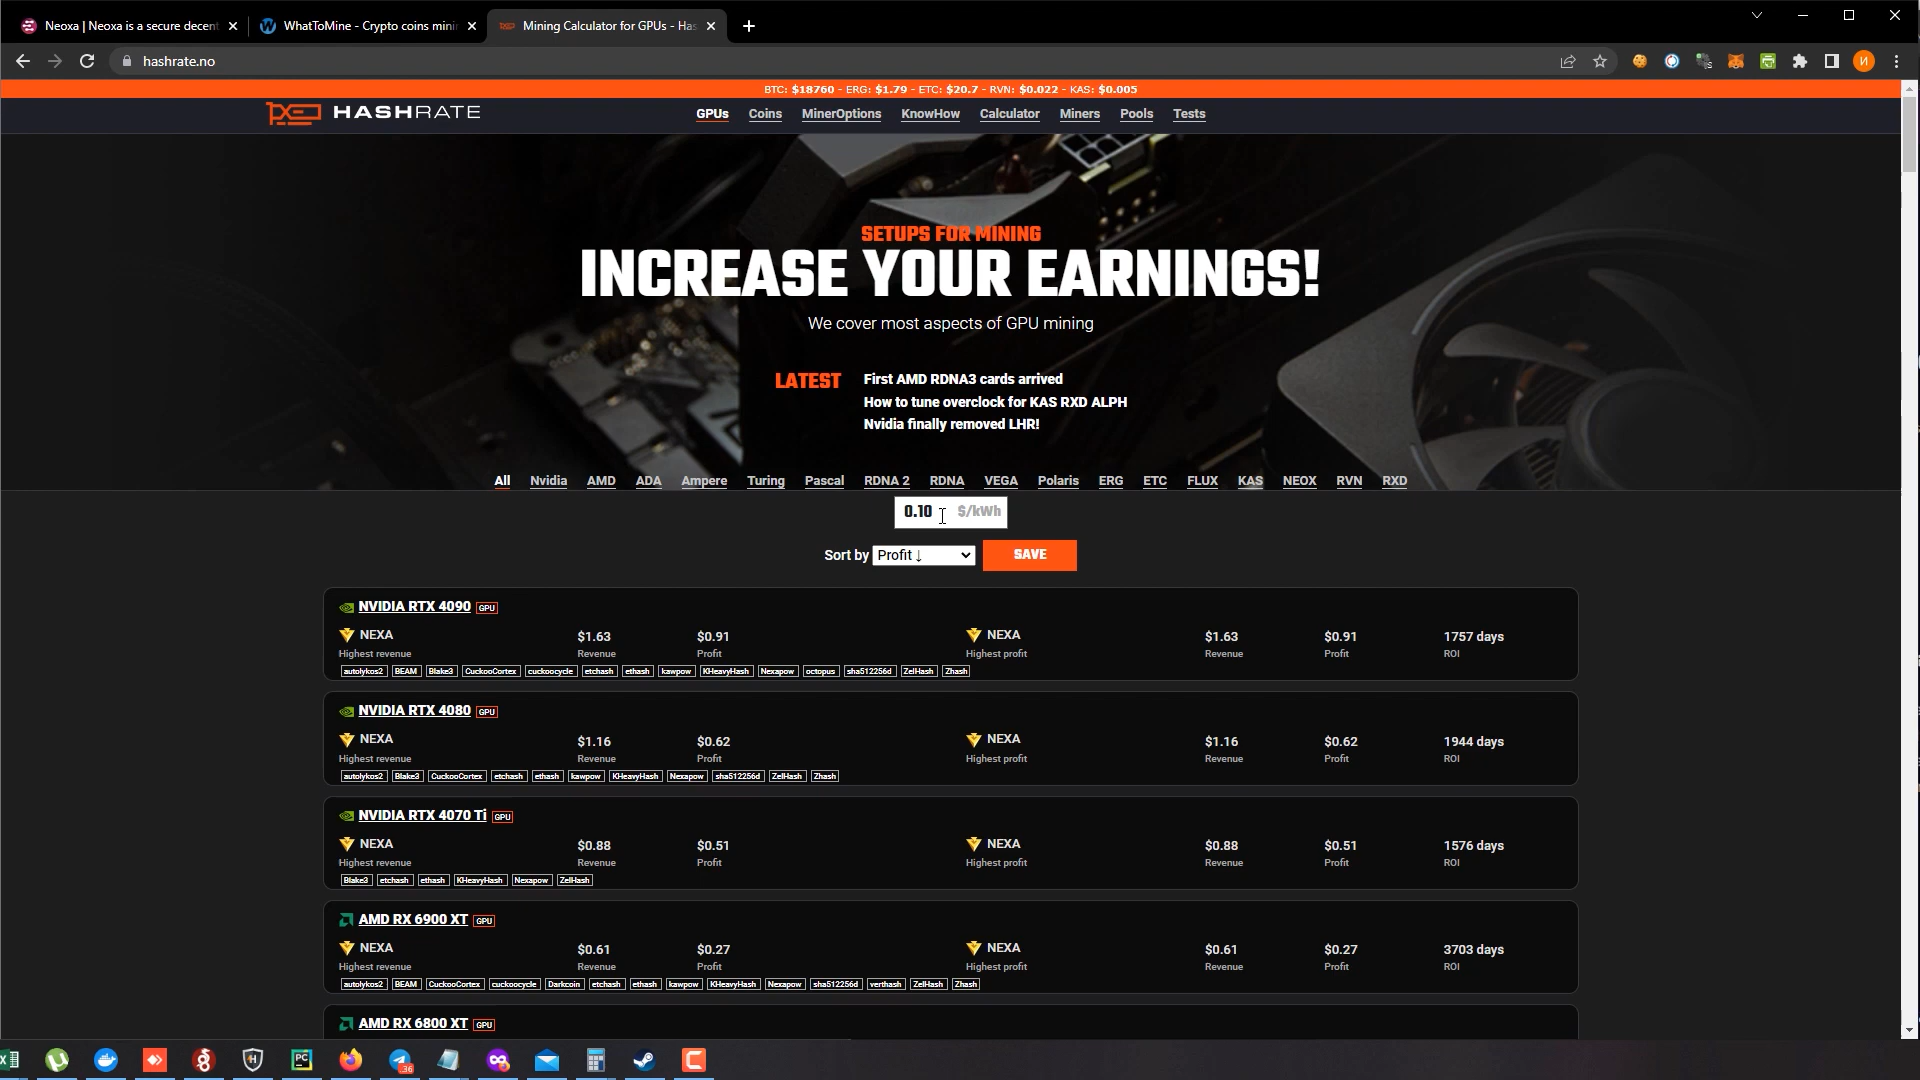 Neoxa | Neoxa is a secure decent
WhatToMine - Crypto coins mini
Mining Calculator for GPUs - Has
hashrate.no
И
BTC: $18760 - ERG: $1.79 - ETC: $20.7 - RVN: $0.022 - KAS: $0.005
HASHRATE
GPUs Coins MinerOptions KnowHow Calculator Miners Pools Tests
SETUPS FOR MINING
INCREASE YOUR EARNINGS!
We cover most aspects of GPU mining
LATEST
First AMD RDNA3 cards arrived
How to tune overclock for KAS RXD ALPH
Nvidia finally removed LHR!
All Nvidia AMD ADA Ampere Turing Pascal RDNA 2 RDNA VEGA Polaris ERG ETC FLUX KAS NEOX RVN RXD
0.10 $/kWh
Sort by Profit ↓ SAVE
NVIDIA RTX 4090 GPU
NEXA $1.63 $0.91 NEXA $1.63 $0.91 1757 days
Highest revenue Revenue Profit Highest profit Revenue Profit ROI
autolykos2 BEAM Blake3 CuckooCortex cuckoocycle etchash ethash kawpow KHeavyHash Nexapow octopus sha512256d ZelHash Zhash
NVIDIA RTX 4080 GPU
NEXA $1.16 $0.62 NEXA $1.16 $0.62 1944 days
Highest revenue Revenue Profit Highest profit Revenue Profit ROI
autolykos2 Blake3 CuckooCortex etchash ethash kawpow KHeavyHash Nexapow sha512256d ZelHash Zhash
NVIDIA RTX 4070 Ti GPU
NEXA $0.88 $0.51 NEXA $0.88 $0.51 1576 days
Highest revenue Revenue Profit Highest profit Revenue Profit ROI
Blake3 etchash ethash KHeavyHash Nexapow ZelHash
AMD RX 6900 XT GPU
NEXA $0.61 $0.27 NEXA $0.61 $0.27 3703 days
Highest revenue Revenue Profit Highest profit Revenue Profit ROI
autolykos2 BEAM CuckooCortex cuckoocycle Darkcoin etchash ethash kawpow KHeavyHash Nexapow sha512256d verthash ZelHash Zhash
AMD RX 6800 XT GPU
PC
36